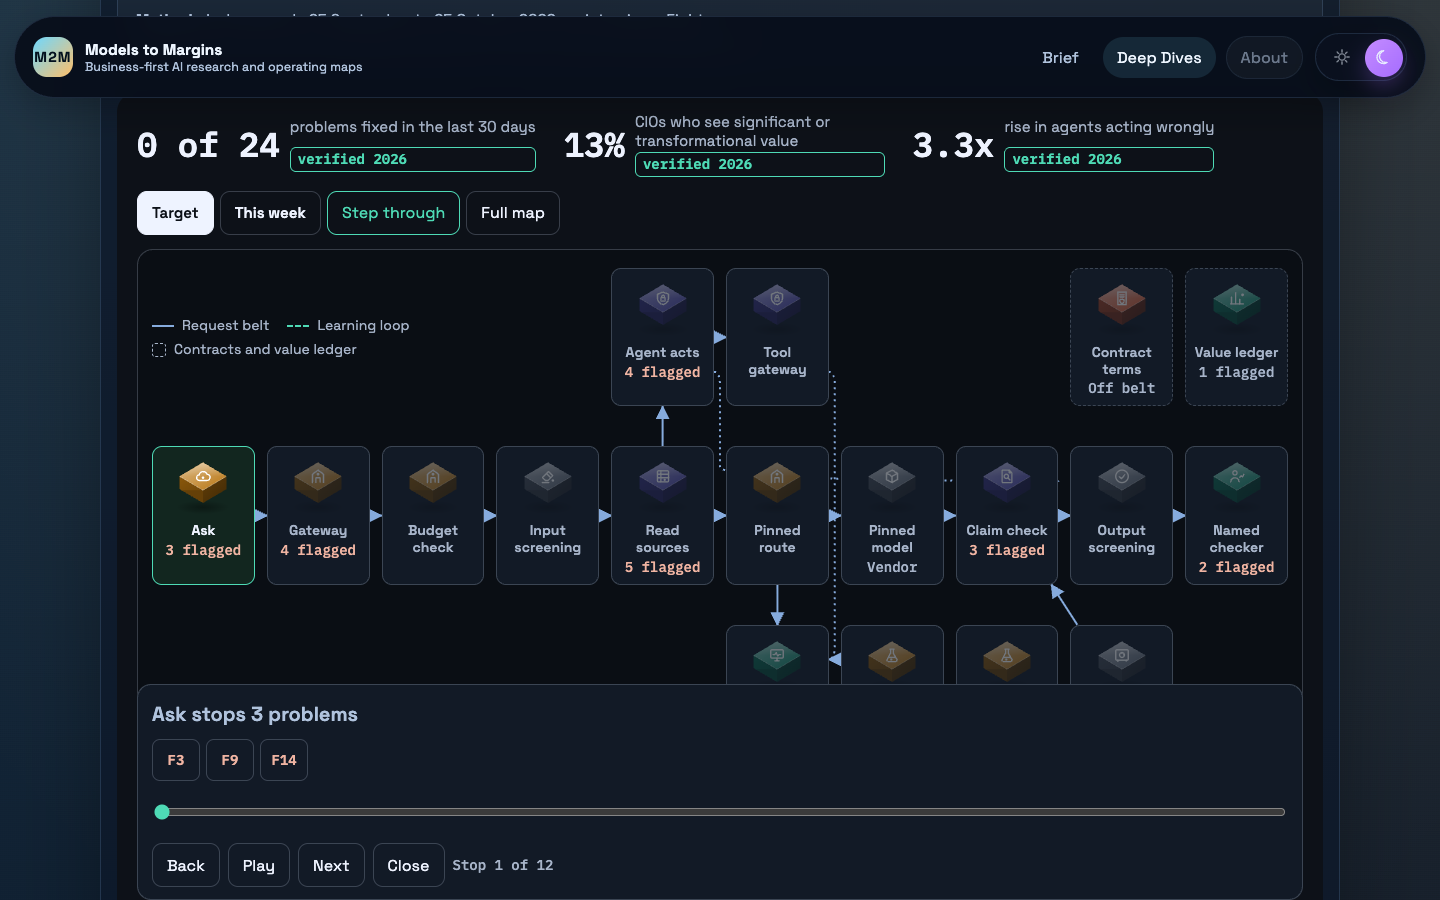 M2M
Models to Margins
Business-first AI research and operating maps
Brief
Deep Dives
About
0 of 24
problems fixed in the last 30 days
verified 2026
13%
CIOs who see significant or
transformational value
verified 2026
3.3x
rise in agents acting wrongly
verified 2026
Target
This week
Step through
Full map
Request belt
Learning loop
Contracts and value ledger
Agent acts
4 flagged
Tool
gateway
Contract
terms
Off belt
Value ledger
1 flagged
Ask
3 flagged
Gateway
4 flagged
Budget
check
Input
screening
Read
sources
5 flagged
Pinned
route
Pinned
model
Vendor
Claim check
3 flagged
Output
screening
Named
checker
2 flagged
Ask stops 3 problems
F3
F9
F14
Back
Play
Next
Close
Stop 1 of 12